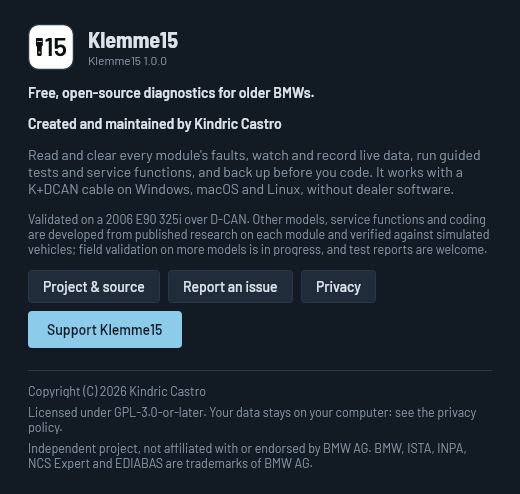 15
Klemme15
Klemme15 1.0.0
Free, open-source diagnostics for older BMWs.
Created and maintained by Kindric Castro
Read and clear every module's faults, watch and record live data, run guided
tests and service functions, and back up before you code. It works with a
K+DCAN cable on Windows, macOS and Linux, without dealer software.
Validated on a 2006 E90 325i over D-CAN. Other models, service functions and coding
are developed from published research on each module and verified against simulated
vehicles; field validation on more models is in progress, and test reports are welcome.
Project & source
Report an issue
Privacy
Support Klemme15
Copyright (C) 2026 Kindric Castro
Licensed under GPL-3.0-or-later. Your data stays on your computer: see the privacy
policy.
Independent project, not affiliated with or endorsed by BMW AG. BMW, ISTA, INPA,
NCS Expert and EDIABAS are trademarks of BMW AG.